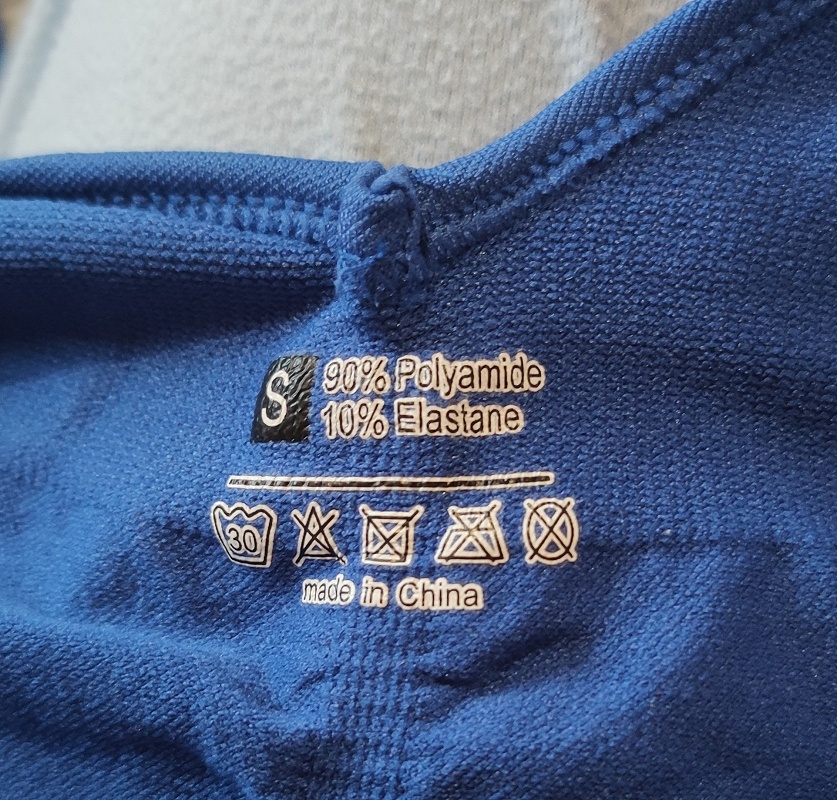 S
90% Polyamide
10% Elastane
30
made in China